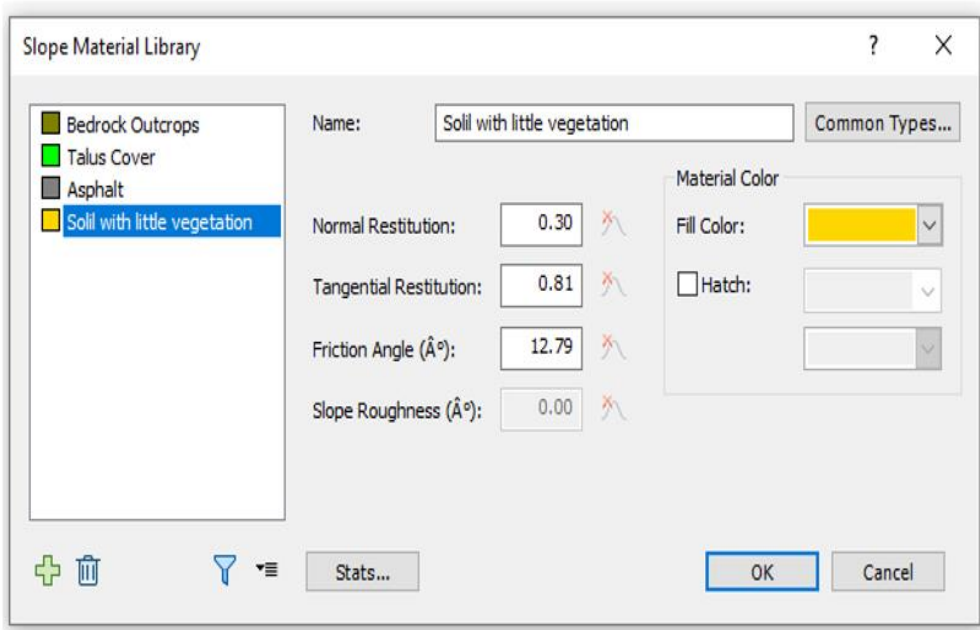 Slope Material Library
?
X
Bedrock Outcrops
Talus Cover
Asphalt
Solil with little vegetation
Name:
Solil with little vegetation
Common Types...
Normal Restitution:
0.30
Tangential Restitution:
0.81
Friction Angle (Â°):
12.79
Slope Roughness (Â°):
0.00
Material Color
Fill Color:
Hatch:
Stats...
OK
Cancel